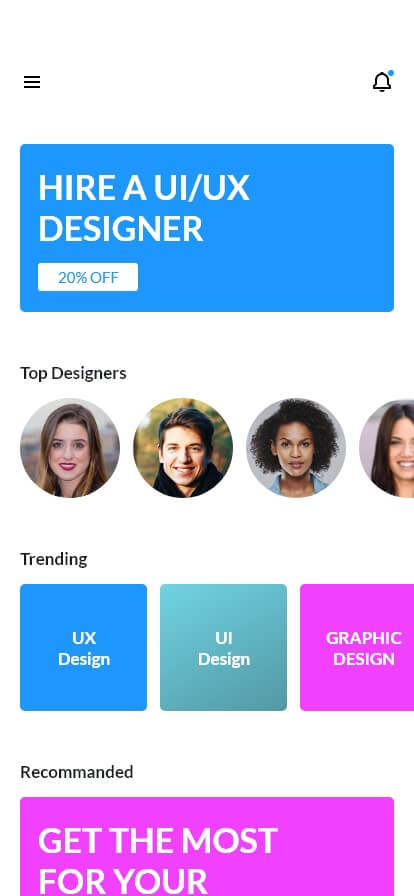 HIRE A UI/UX
DESIGNER
20% OFF
Top Designers
Trending
UX
Design
UI
Design
GRAPHIC
DESIGN
Recommanded
GET THE MOST
FOR YOUR